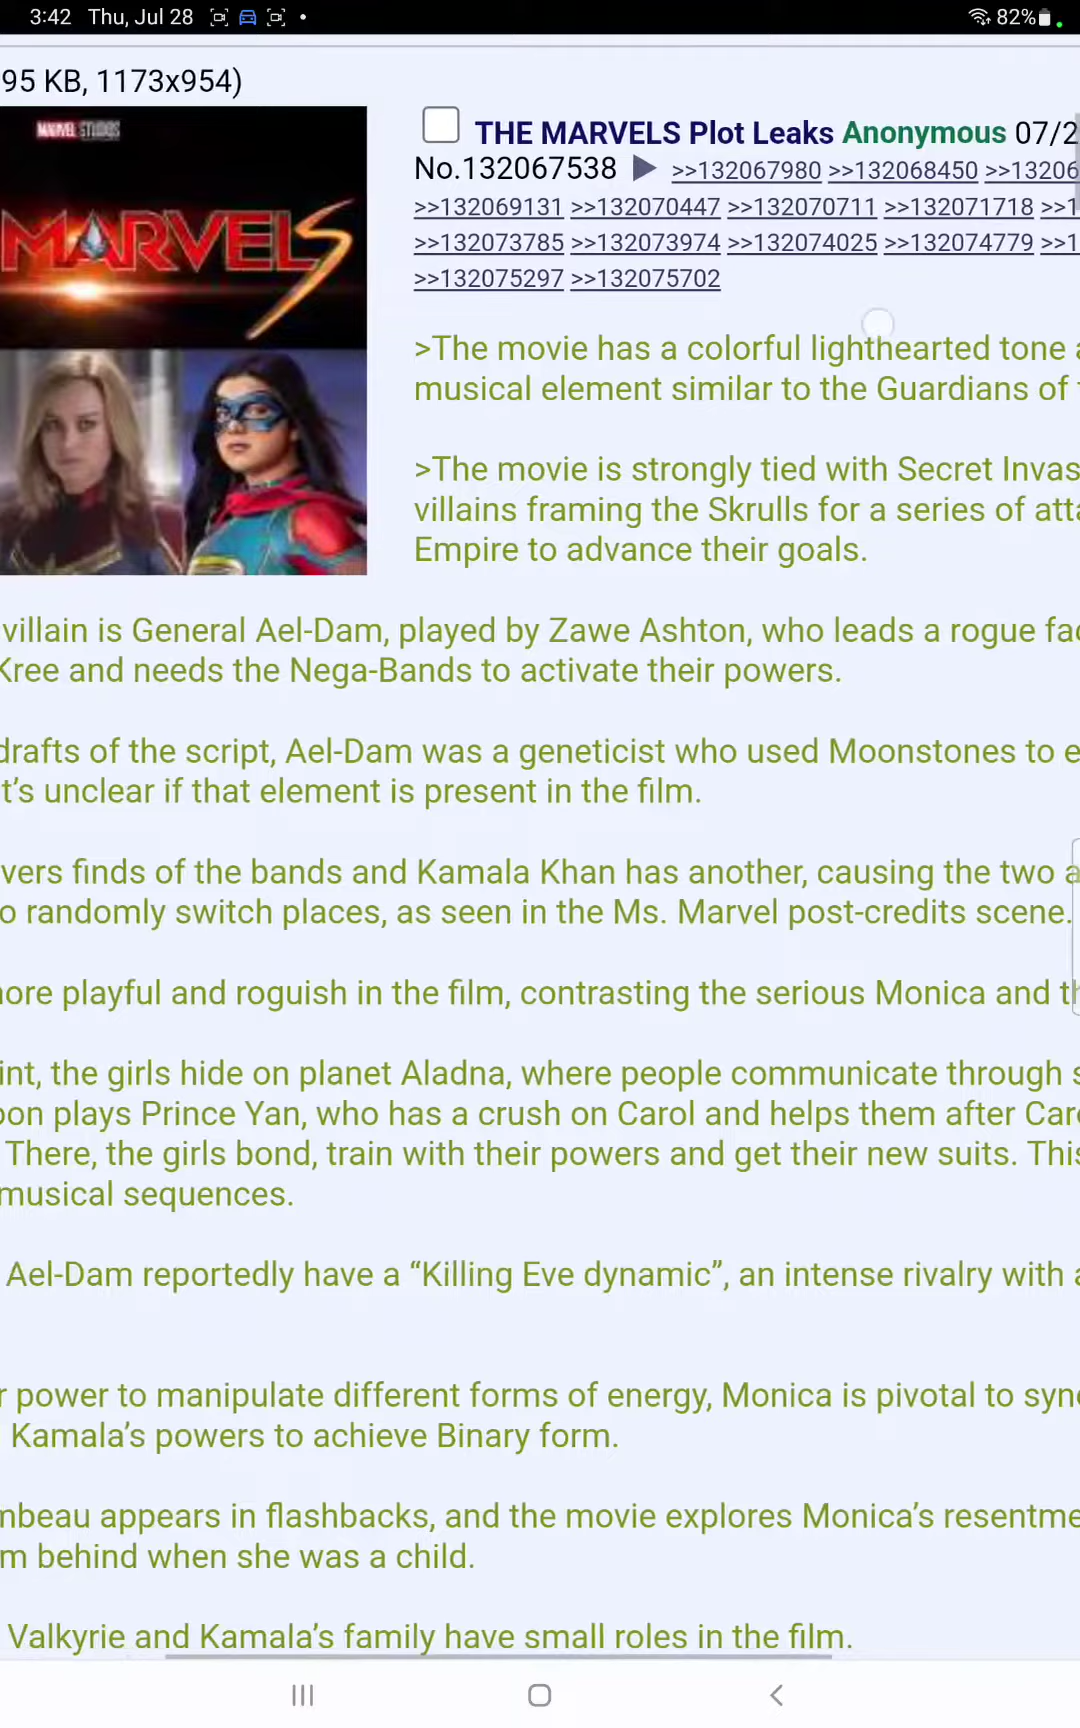 3:42 Thu, Jul 28 82%
95 KB, 1173x954)
MARVEL STUDIOS
MARVELS
THE MARVELS Plot Leaks Anonymous 07/2
No.132067538 ▶ >>132067980 >>132068450 >>13206
>>132069131 >>132070447 >>132070711 >>132071718 >>1
>>132073785 >>132073974 >>132074025 >>132074779 >>1
>>132075297 >>132075702
>The movie has a colorful lighthearted tone a
musical element similar to the Guardians of
>The movie is strongly tied with Secret Invas
villains framing the Skrulls for a series of atta
Empire to advance their goals.
villain is General Ael-Dam, played by Zawe Ashton, who leads a rogue fac
Kree and needs the Nega-Bands to activate their powers.
drafts of the script, Ael-Dam was a geneticist who used Moonstones to e
t's unclear if that element is present in the film.
vers finds of the bands and Kamala Khan has another, causing the two a
o randomly switch places, as seen in the Ms. Marvel post-credits scene.
ore playful and roguish in the film, contrasting the serious Monica and th
int, the girls hide on planet Aladna, where people communicate through s
oon plays Prince Yan, who has a crush on Carol and helps them after Car
There, the girls bond, train with their powers and get their new suits. This
musical sequences.
Ael-Dam reportedly have a “Killing Eve dynamic”, an intense rivalry with a
r power to manipulate different forms of energy, Monica is pivotal to syn
Kamala’s powers to achieve Binary form.
mbeau appears in flashbacks, and the movie explores Monica’s resentme
m behind when she was a child.
Valkyrie and Kamala’s family have small roles in the film.